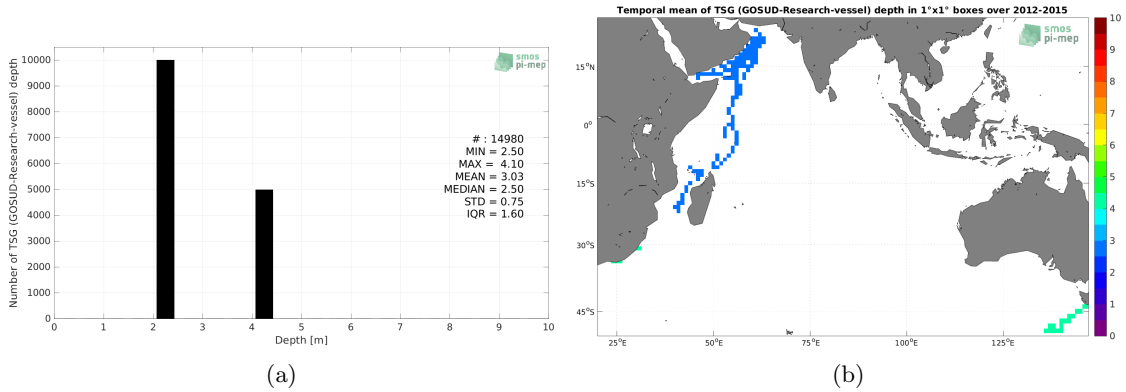 10000
9000
8000
7000
6000
5000
4000
3000
2000
1000
0
Number of TSG (GOSUD-Research-vessel) depth
0 1 2 3 4 5 6 7 8 9 10
Depth [m]
smos
pi-mep
# : 14980
MIN = 2.50
MAX = 4.10
MEAN = 3.03
MEDIAN = 2.50
STD = 0.75
IQR = 1.60
(a)
Temporal mean of TSG (GOSUD-Research-vessel) depth in 1°x1° boxes over 2012-2015
smos
pi-mep
15°N
0°
15°S
30°S
45°S
25°E 50°E 75°E 100°E 125°E
10
9
8
7
6
5
4
3
2
1
0
(b)